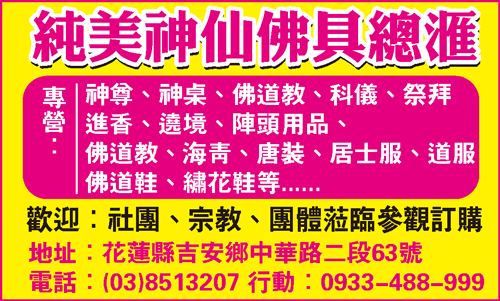 純美神仙佛具總滙
專營：
神尊、神桌、佛道教、科儀、祭拜
進香、遶境、陣頭用品、
佛道教、海青、唐裝、居士服、道服
佛道鞋、繡花鞋等......
歡迎：社團、宗教、團體蒞臨參觀訂購
地址：花蓮縣吉安鄉中華路二段63號
電話：(03)8513207 行動：0933-488-999